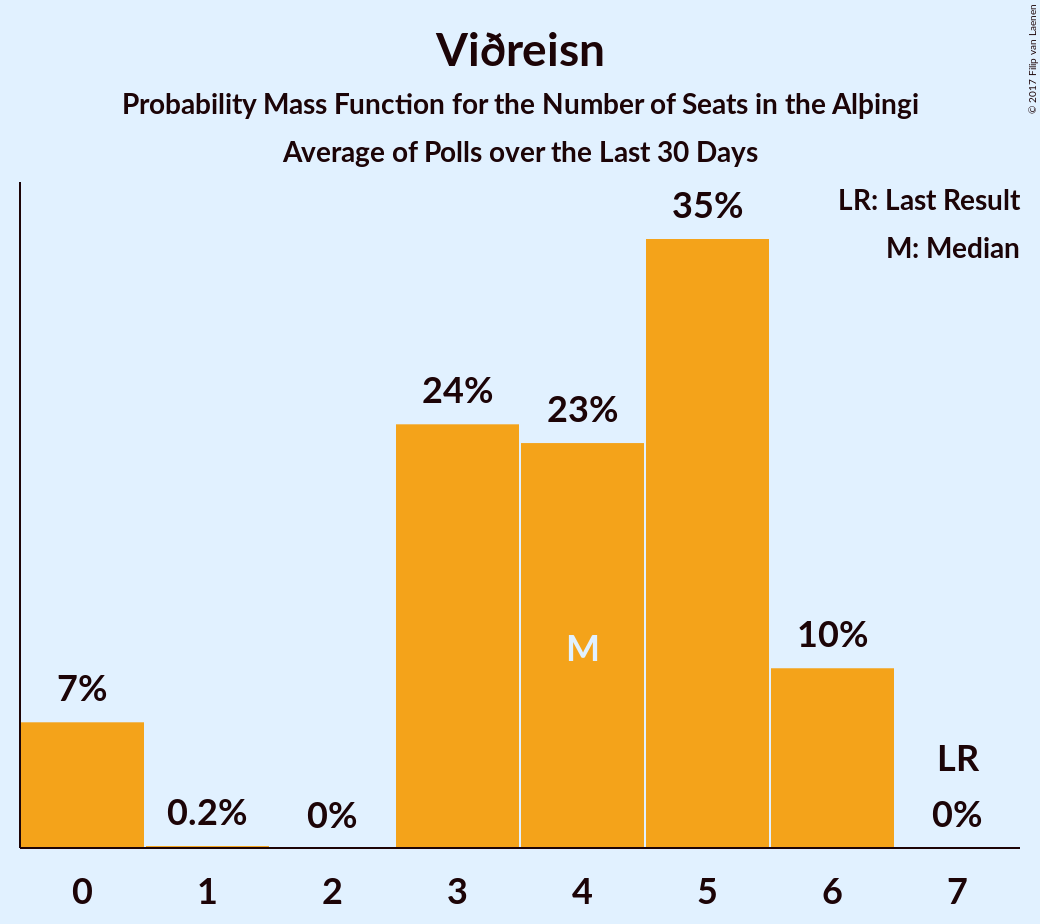 Viðreisn
Probability Mass Function for the Number of Seats in the Alþingi
Average of Polls over the Last 30 Days
© 2017 Filip van Laenen
LR: Last Result
M: Median
35%
24%
23%
M
10%
7%
LR
0.2%
0%
0%
0 1 2 3 4 5 6 7